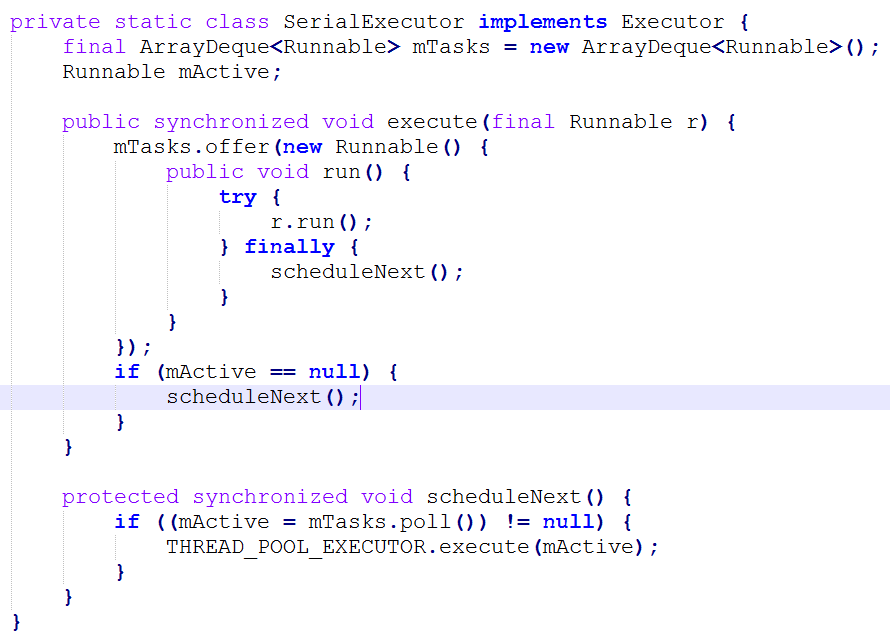 private static class SerialExecutor implements Executor {
    final ArrayDeque<Runnable> mTasks = new ArrayDeque<Runnable>();
    Runnable mActive;

    public synchronized void execute(final Runnable r) {
        mTasks.offer(new Runnable() {
            public void run() {
                try {
                    r.run();
                } finally {
                    scheduleNext();
                }
            }
        });
        if (mActive == null) {
            scheduleNext();
        }
    }

    protected synchronized void scheduleNext() {
        if ((mActive = mTasks.poll()) != null) {
            THREAD_POOL_EXECUTOR.execute(mActive);
        }
    }
}